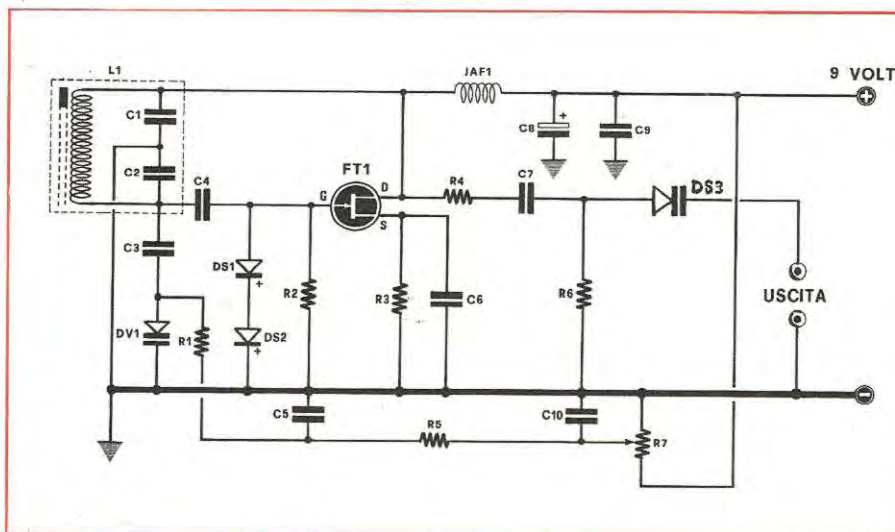 L1
JAF1
9 VOLT
+
C1
C8
+
C9
C2
FT1
C4
G
D
S
R4
C7
DS3
C3
DS1
+
R2
R3
C6
R6
USCITA
DV1
R1
DS2
+
C5
C10
R5
R7